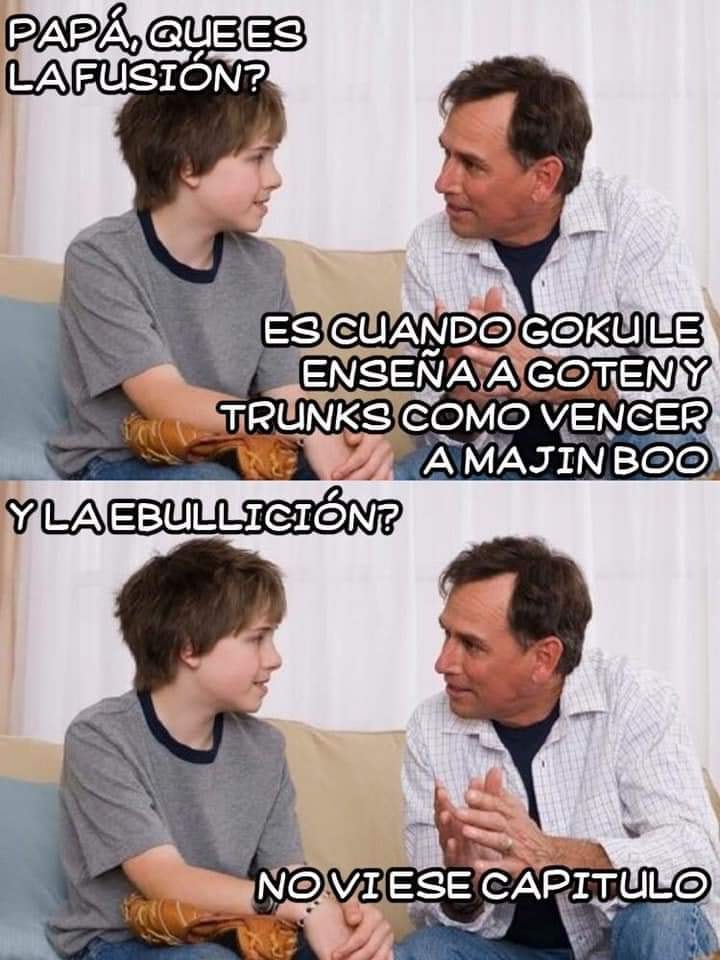 PAPÁ, QUE ES
LA FUSIÓN?
ES CUANDO GOKU LE
ENSEÑA A GOTEN Y
TRUNKS COMO VENCER
A MAJIN BOO
Y LA EBULLICIÓN?
NO VI ESE CAPITULO